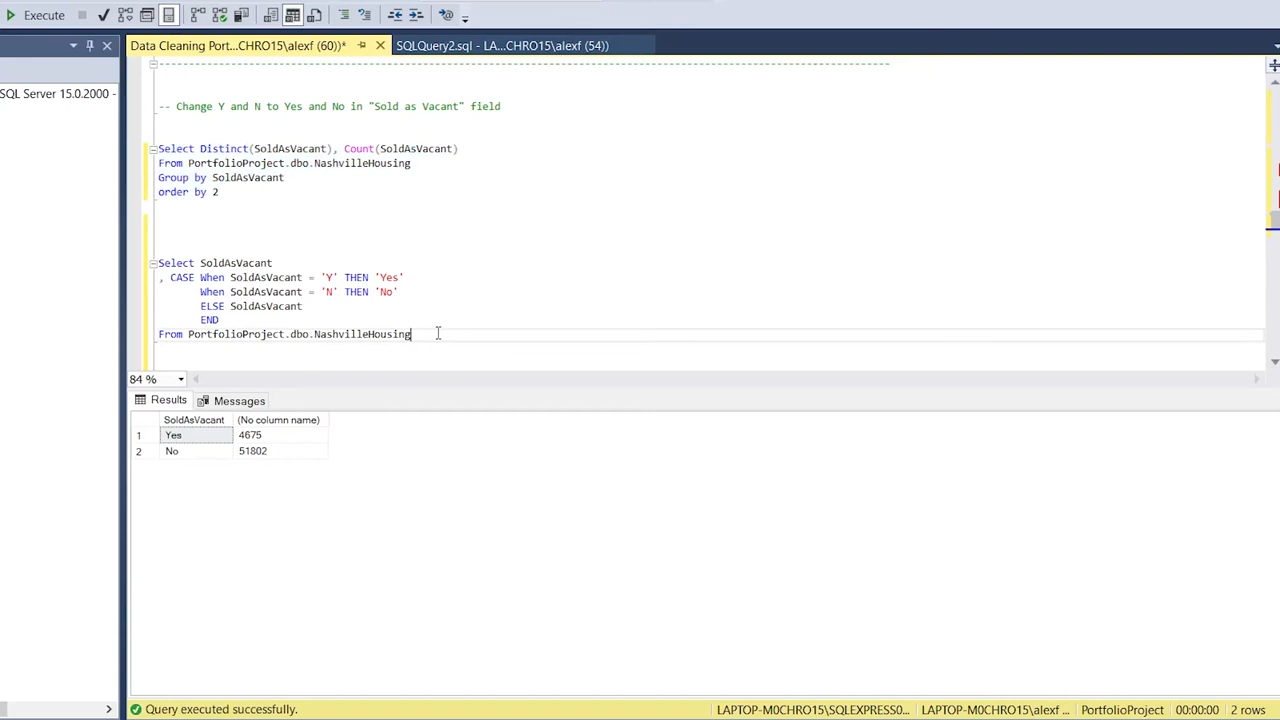 Execute
Data Cleaning Port...CHRO15\alexf (60))*
SQLQuery2.sql - LA...CHRO15\alexf (54))
SQL Server 15.0.2000 -
-- Change Y and N to Yes and No in "Sold as Vacant" field
Select Distinct(SoldAsVacant), Count(SoldAsVacant)
From PortfolioProject.dbo.NashvilleHousing
Group by SoldAsVacant
order by 2
Select SoldAsVacant
, CASE When SoldAsVacant = 'Y' THEN 'Yes'
When SoldAsVacant = 'N' THEN 'No'
ELSE SoldAsVacant
END
From PortfolioProject.dbo.NashvilleHousing
84 %
Results Messages
SoldAsVacant (No column name)
1 Yes 4675
2 No 51802
Query executed successfully. LAPTOP-M0CHRO15\SQLEXPRESS0... LAPTOP-M0CHRO15\alexf ... PortfolioProject 00:00:00 2 rows